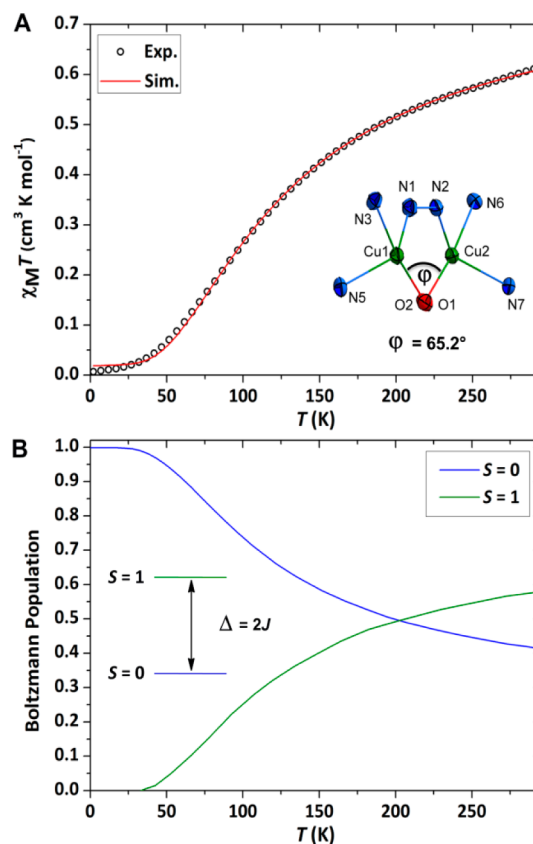 A
χMT (cm³ K mol⁻¹)
0.7
0.6
0.5
0.4
0.3
0.2
0.1
0.0
Exp.
Sim.
N1 N2
N3 N6
Cu1 Cu2
φ
N5 O2 O1 N7
φ = 65.2°
0 50 100 150 200 250
T (K)
B
Boltzmann Population
1.0
0.9
0.8
0.7
0.6
0.5
0.4
0.3
0.2
0.1
0.0
S = 0
S = 1
S = 1
Δ = 2J
S = 0
0 50 100 150 200 250
T (K)